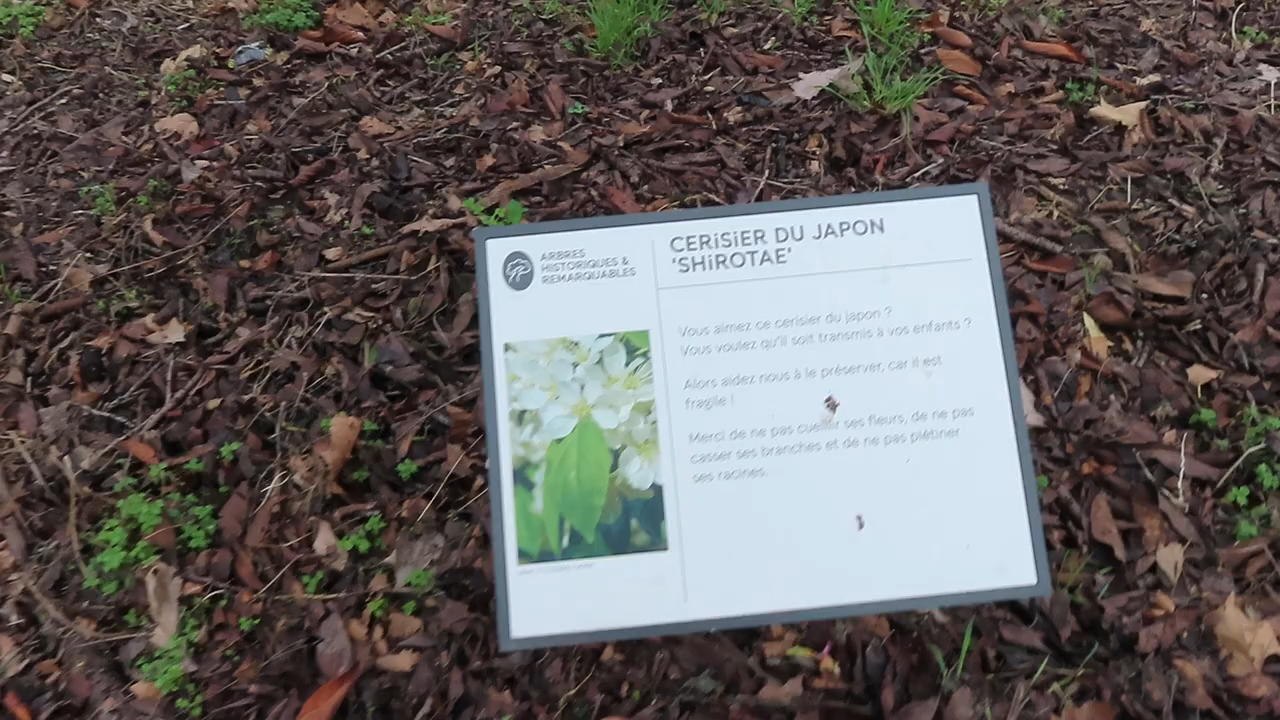 ARBRES
HISTORIQUES &
REMARQUABLES
CERISIER DU JAPON
'SHIROTAE'
Vous aimez ce cerisier du japon ?
Vous voulez qu'il soit transmis à vos enfants ?
Alors aidez nous à le préserver, car il est
fragile !
Merci de ne pas cueillir ses fleurs, de ne pas
casser ses branches et de ne pas piétiner
ses racines.